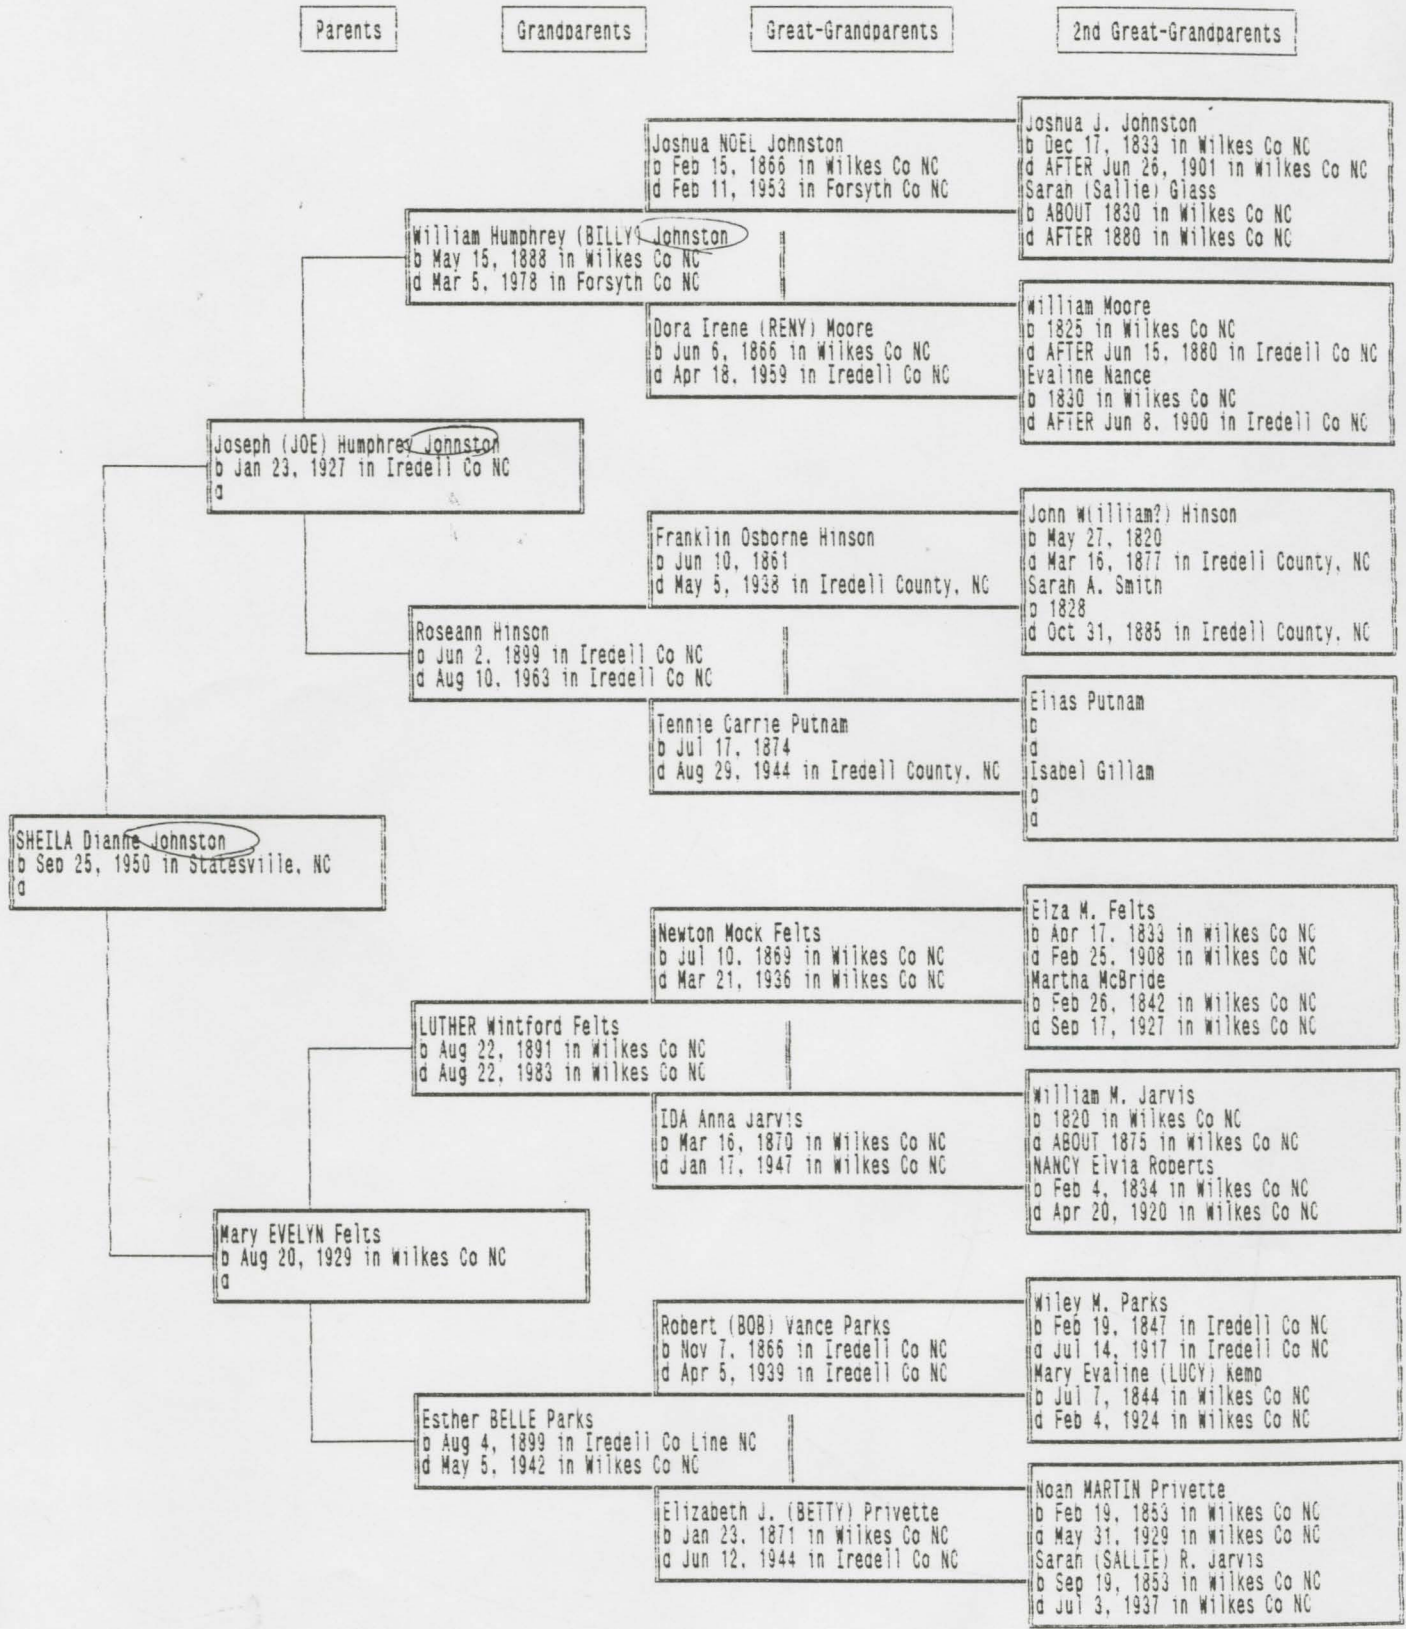 Parents
Grandparents
Great-Grandparents
2nd Great-Grandparents
Joshua NOEL Johnston
b Feb 15, 1866 in Wilkes Co NC
d Feb 11, 1953 in Forsyth Co NC
Joshua J. Johnston
b Dec 17, 1833 in Wilkes Co NC
d AFTER Jun 26, 1901 in Wilkes Co NC
Sarah (Sallie) Glass
b ABOUT 1830 in Wilkes Co NC
d AFTER 1880 in Wilkes Co NC
William Humphrey (BILLY) Johnston
b May 15, 1888 in Wilkes Co NC
d Mar 5, 1978 in Forsyth Co NC
Dora Irene (RENY) Moore
b Jun 6, 1866 in Wilkes Co NC
d Apr 18, 1959 in Iredell Co NC
William Moore
b 1825 in Wilkes Co NC
d AFTER Jun 15, 1880 in Iredell Co NC
Evaline Nance
b 1830 in Wilkes Co NC
d AFTER Jun 8, 1900 in Iredell Co NC
Joseph (JOE) Humphrey Johnston
b Jan 23, 1927 in Iredell Co NC
d
Franklin Osborne Hinson
b Jun 10, 1861
d May 5, 1938 in Iredell County, NC
John W(illiam?) Hinson
b May 27, 1820
d Mar 16, 1877 in Iredell County, NC
Sarah A. Smith
b 1828
d Oct 31, 1885 in Iredell County, NC
Roseann Hinson
b Jun 2, 1899 in Iredell Co NC
d Aug 10, 1963 in Iredell Co NC
Tennie Carrie Putnam
b Jul 17, 1874
d Aug 29, 1944 in Iredell County, NC
Elias Putnam
b
d
Isabel Gillam
b
d
SHEILA Dianne Johnston
b Sep 25, 1950 in Statesville, NC
d
Newton Mock Felts
b Jul 10, 1869 in Wilkes Co NC
d Mar 21, 1936 in Wilkes Co NC
Elza M. Felts
b Apr 17, 1833 in Wilkes Co NC
d Feb 25, 1908 in Wilkes Co NC
Martha McBride
b Feb 26, 1842 in Wilkes Co NC
d Sep 17, 1927 in Wilkes Co NC
LUTHER Wintford Felts
b Aug 22, 1891 in Wilkes Co NC
d Aug 22, 1983 in Wilkes Co NC
IDA Anna Jarvis
b Mar 16, 1870 in Wilkes Co NC
d Jan 17, 1947 in Wilkes Co NC
William M. Jarvis
b 1820 in Wilkes Co NC
d ABOUT 1875 in Wilkes Co NC
NANCY Elvia Roberts
b Feb 4, 1834 in Wilkes Co NC
d Apr 20, 1920 in Wilkes Co NC
Mary EVELYN Felts
b Aug 20, 1929 in Wilkes Co NC
d
Robert (BOB) Vance Parks
b Nov 7, 1866 in Iredell Co NC
d Apr 5, 1939 in Iredell Co NC
Wiley M. Parks
b Feb 19, 1847 in Iredell Co NC
d Jul 14, 1917 in Iredell Co NC
Mary Evaline (LUCY) Kemp
b Jul 7, 1844 in Wilkes Co NC
d Feb 4, 1924 in Wilkes Co NC
Esther BELLE Parks
b Aug 4, 1899 in Iredell Co Line NC
d May 5, 1942 in Wilkes Co NC
Elizabeth J. (BETTY) Privette
b Jan 23, 1871 in Wilkes Co NC
d Jun 12, 1944 in Iredell Co NC
Noah MARTIN Privette
b Feb 19, 1853 in Wilkes Co NC
d May 31, 1929 in Wilkes Co NC
Sarah (SALLIE) R. Jarvis
b Sep 19, 1853 in Wilkes Co NC
d Jul 3, 1937 in Wilkes Co NC